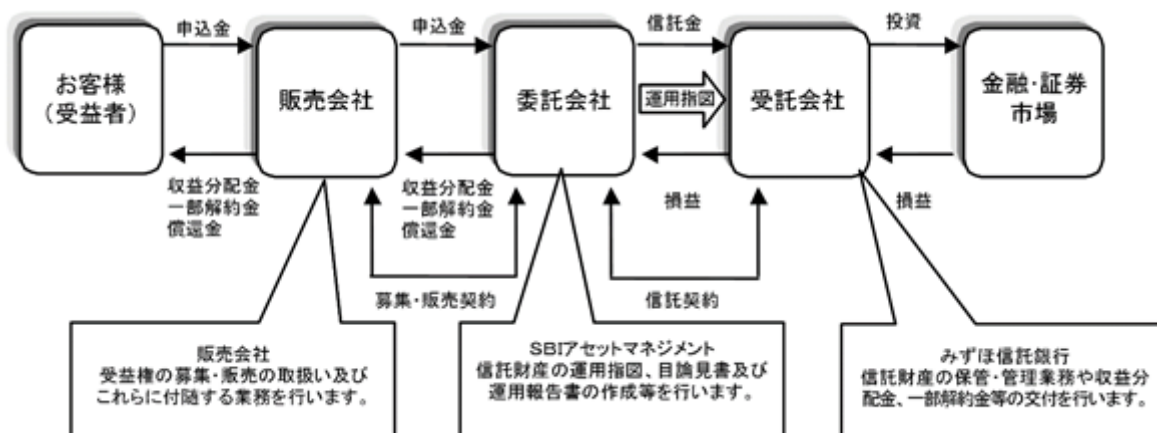 申込金
申込金
信託金
投資
お客様
（受益者）
販売会社
委託会社
運用指図
受託会社
金融・証券
市場
収益分配金
一部解約金
償還金
収益分配金
一部解約金
償還金
損益
損益
募集・販売契約
信託契約
販売会社
受益権の募集・販売の取扱い及び
これらに付随する業務を行います。
SBIアセットマネジメント
信託財産の運用指図、目論見書及び
運用報告書の作成等を行います。
みずほ信託銀行
信託財産の保管・管理業務や収益分
配金、一部解約金等の交付を行います。